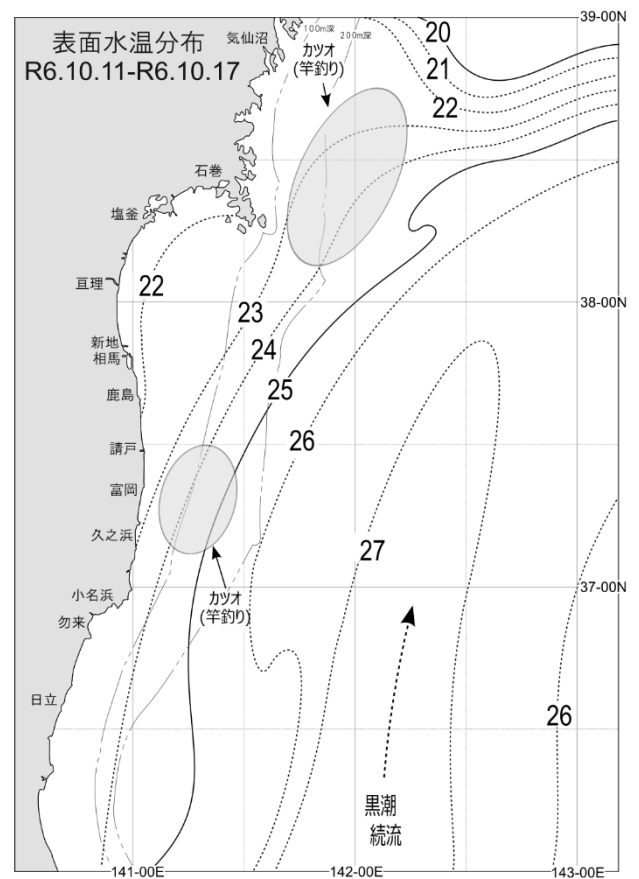 表面水温分布
R6.10.11-R6.10.17
気仙沼
100m深
200m深
39-00N
カツオ
(竿釣り)
20
21
22
石巻
塩釜
亘理
22
23
38-00N
新地
相馬
24
鹿島
25
26
請戸
富岡
久之浜
27
小名浜
カツオ
(竿釣り)
37-00N
勿来
日立
26
黒潮
続流
141-00E
142-00E
143-00E